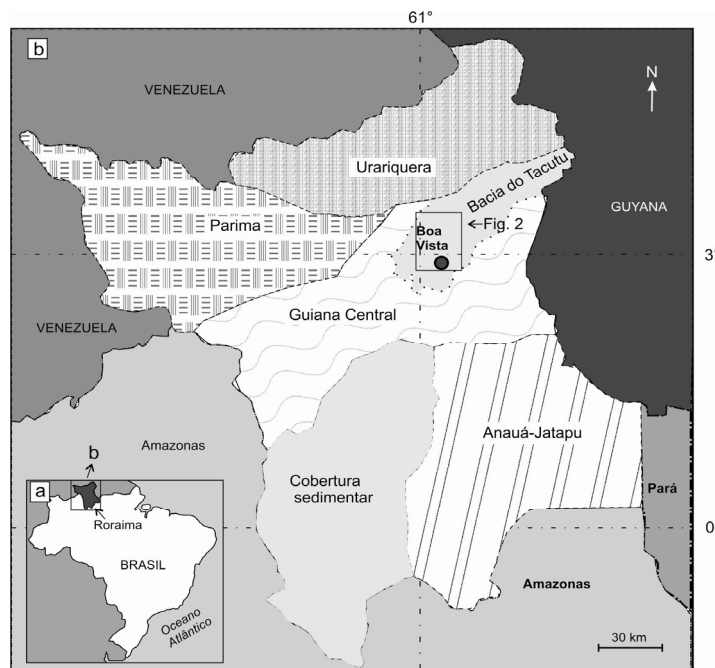 61°
b
VENEZUELA
N
Urariquera
Bacia do Tacutu
GUYANA
Parima
Boa
Vista
Fig. 2
3°
VENEZUELA
Guiana Central
Amazonas
Anauá-Jatapu
b
Cobertura
sedimentar
Pará
a
Roraima
0
BRASIL
Amazonas
Oceano
Atlântico
30 km